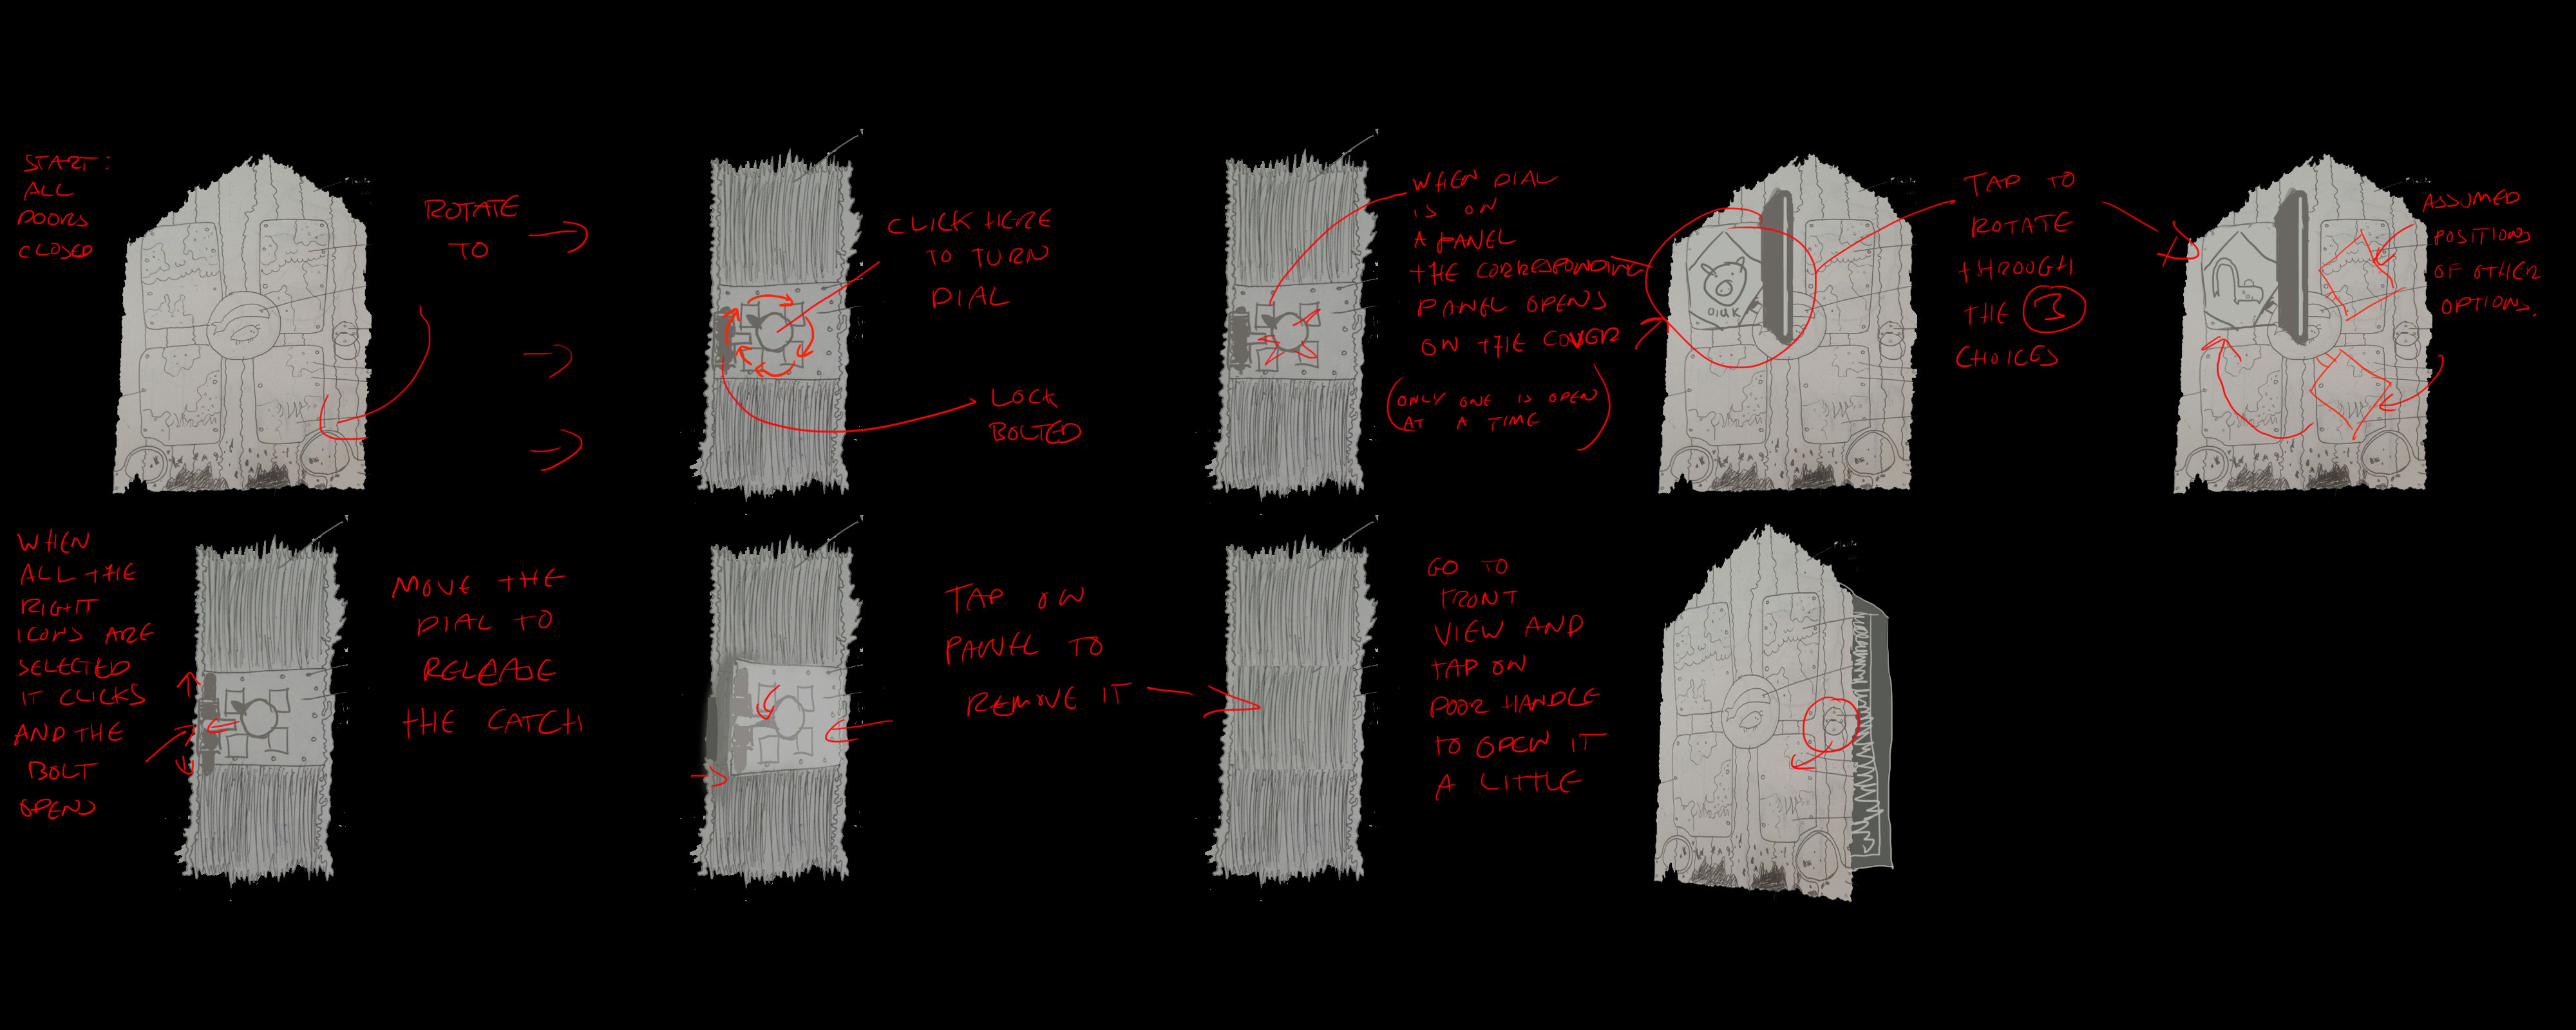 START:
ALL
DOORS
CLOSED
ROTATE
TO
CLICK HERE
TO TURN
DIAL
LOCK
BOLTED
WHEN DIAL
IS ON
A PANEL
THE CORRESPONDING
PANEL OPENS
ON THE COVER
(ONLY ONE IS OPEN
AT A TIME)
OINK
TAP TO
ROTATE
THROUGH
THE 3
CHOICES
ASSUMED
POSITIONS
OF OTHER
OPTIONS.
WHEN
ALL THE
RIGHT
ICONS ARE
SELECTED
IT CLICKS
AND THE
BOLT
OPENS
MOVE THE
DIAL TO
RELEASE
THE CATCH
TAP ON
PANEL TO
REMOVE IT
GO TO
FRONT
VIEW AND
TAP ON
DOOR HANDLE
TO OPEN IT
A LITTLE